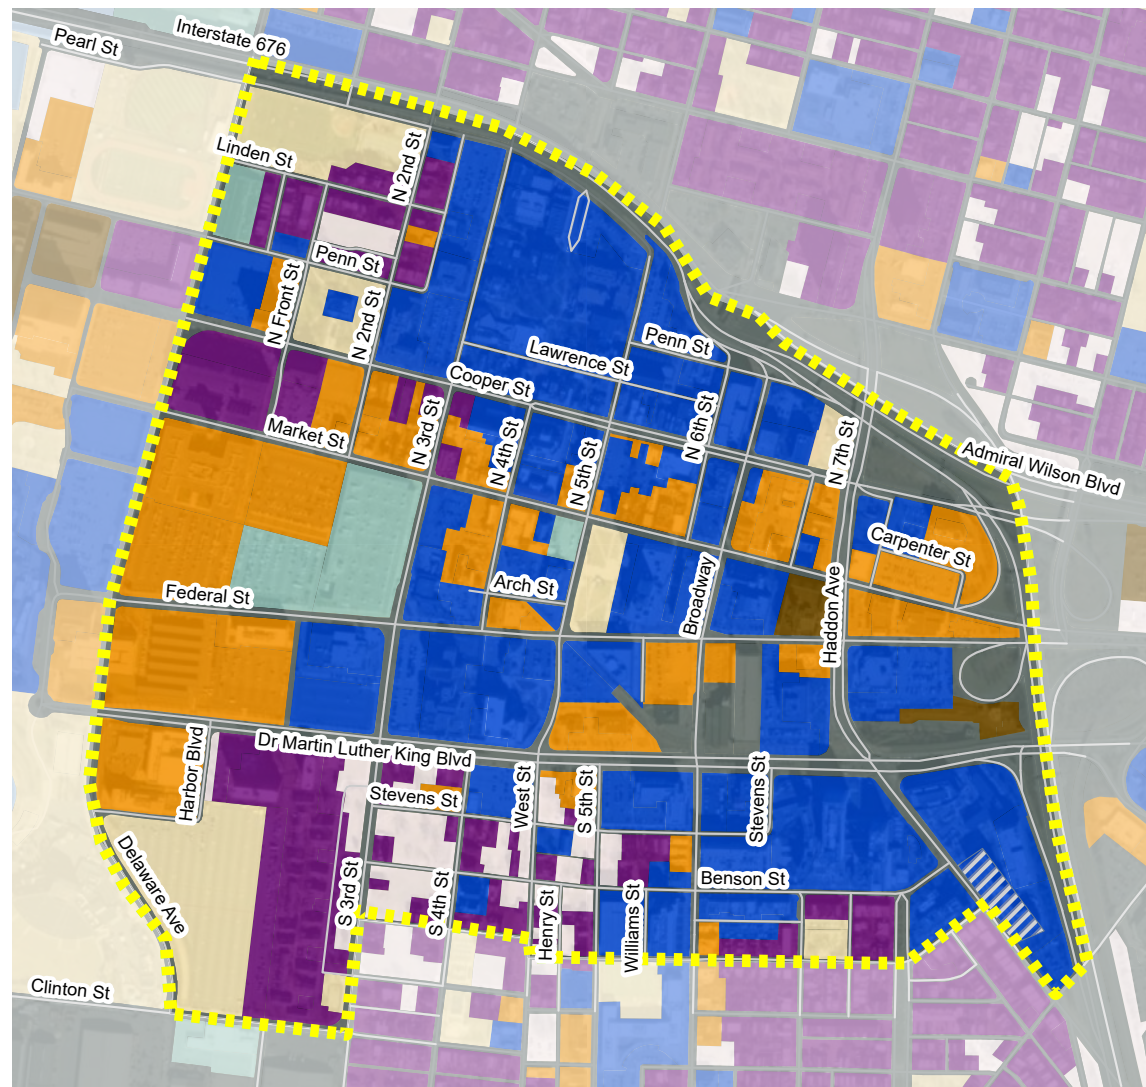 Interstate 676
Pearl St
Linden St
N 2nd St
Penn St
N Front St
N 2nd St
Penn St
Lawrence St
Cooper St
N 3rd St
Market St
N 4th St
N 5th St
N 6th St
N 7th St
Admiral Wilson Blvd
Carpenter St
Arch St
Federal St
Broadway
Haddon Ave
Harbor Blvd
Dr Martin Luther King Blvd
Stevens St
West St
S 5th St
Stevens St
Delaware Ave
S 3rd St
S 4th St
Benson St
Henry St
Williams St
Clinton St